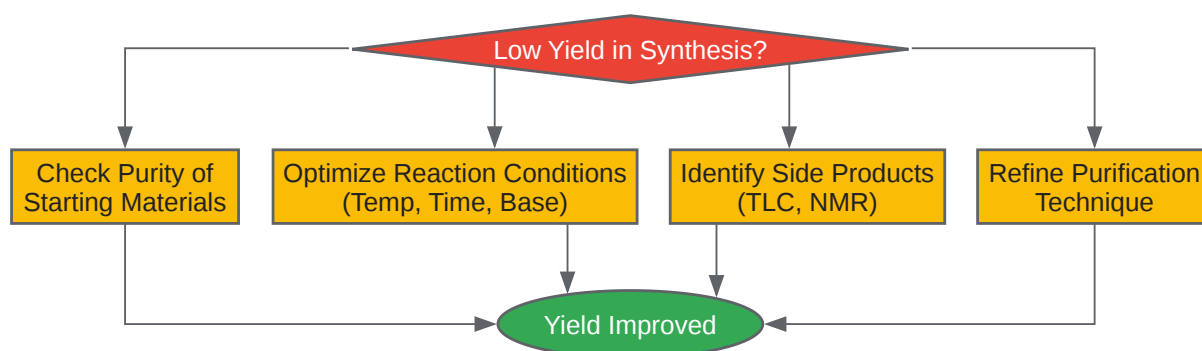 Low Yield in Synthesis?
Check Purity of
Starting Materials
Optimize Reaction Conditions
(Temp, Time, Base)
Identify Side Products
(TLC, NMR)
Refine Purification
Technique
Yield Improved